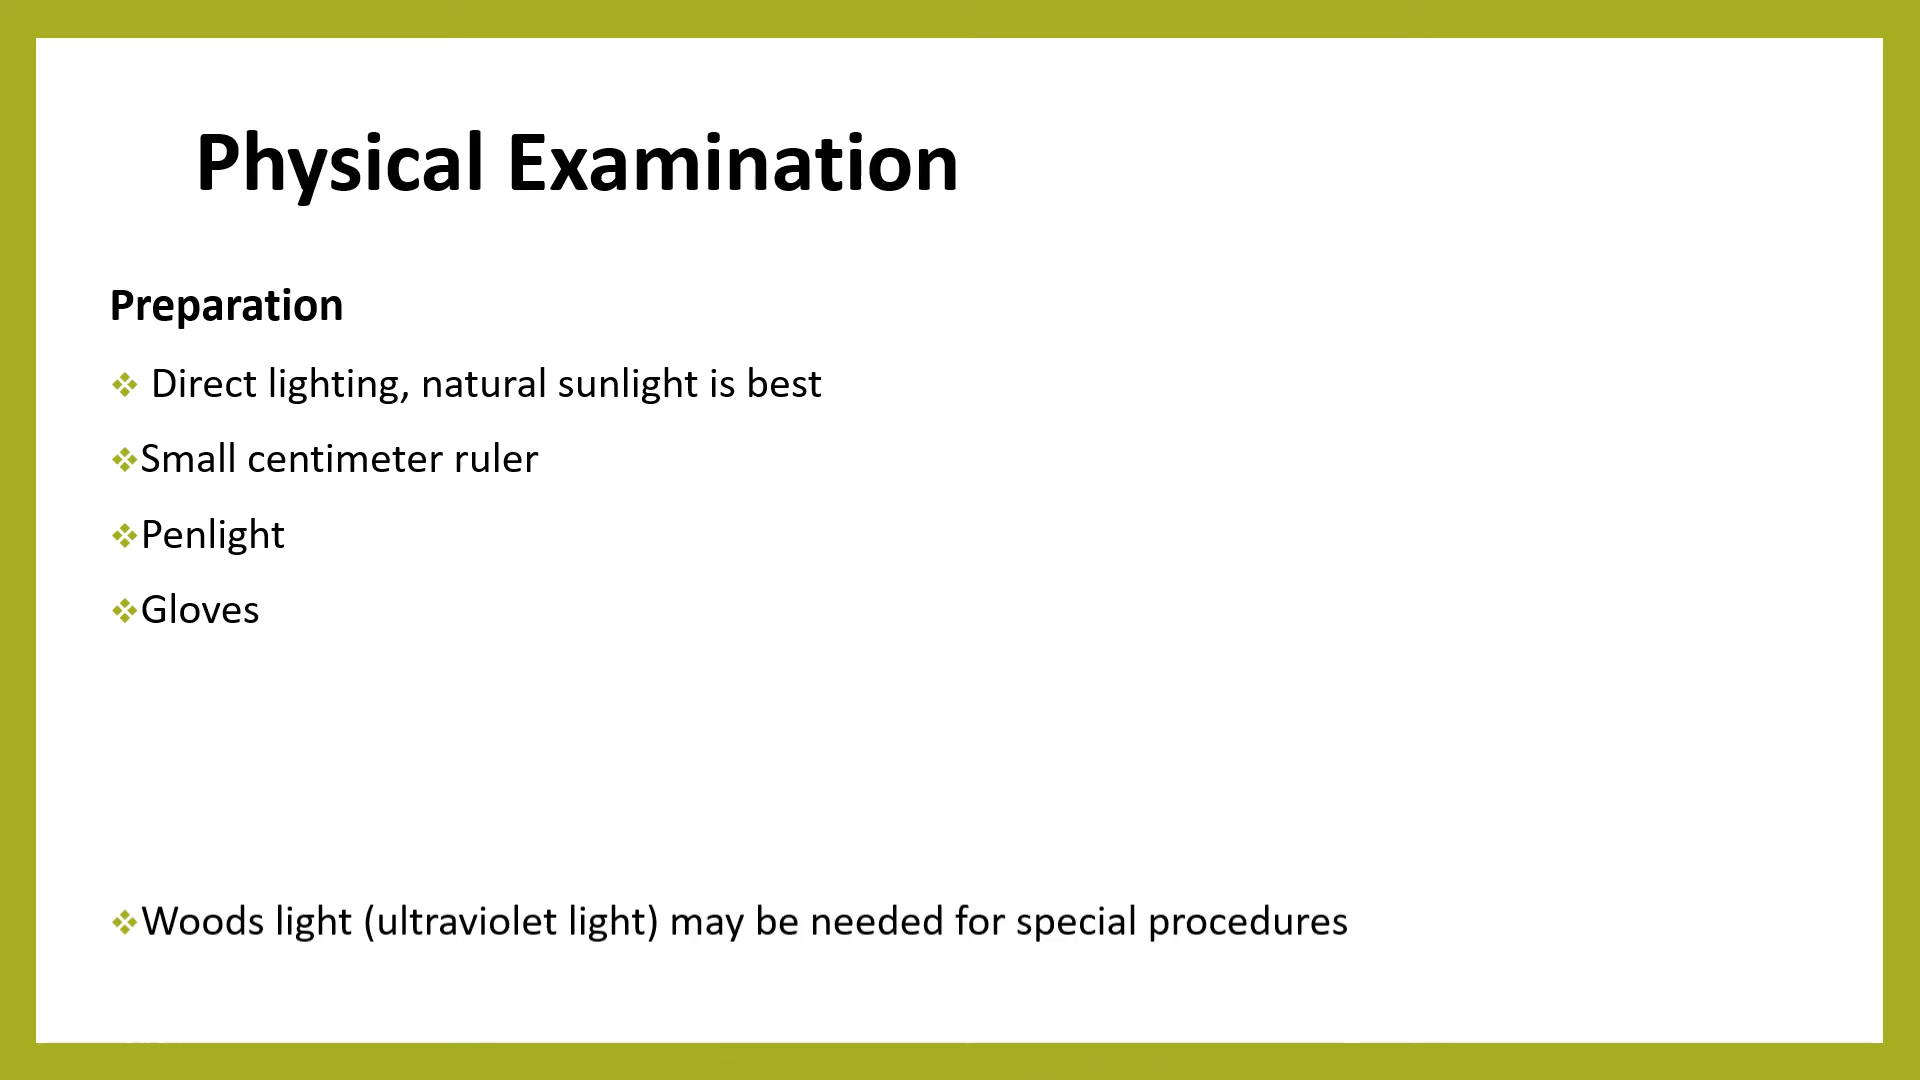 Physical Examination
Preparation
❖ Direct lighting, natural sunlight is best
❖Small centimeter ruler
❖Penlight
❖Gloves
❖Woods light (ultraviolet light) may be needed for special procedures